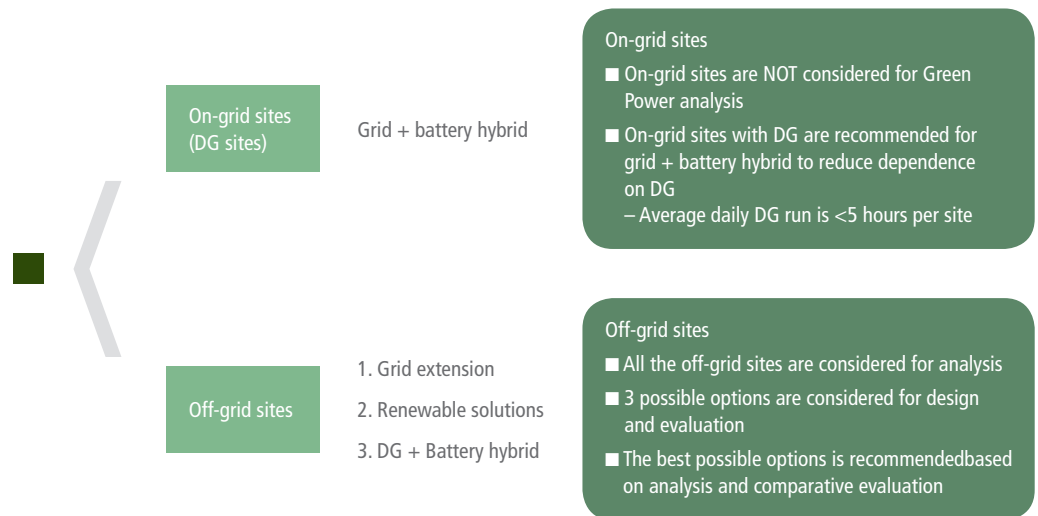 On-grid sites
(DG sites)
Grid + battery hybrid
On-grid sites
■ On-grid sites are NOT considered for Green
Power analysis
■ On-grid sites with DG are recommended for
grid + battery hybrid to reduce dependence
on DG
– Average daily DG run is <5 hours per site
Off-grid sites
1. Grid extension
2. Renewable solutions
3. DG + Battery hybrid
Off-grid sites
■ All the off-grid sites are considered for analysis
■ 3 possible options are considered for design
and evaluation
■ The best possible options is recommendedbased
on analysis and comparative evaluation